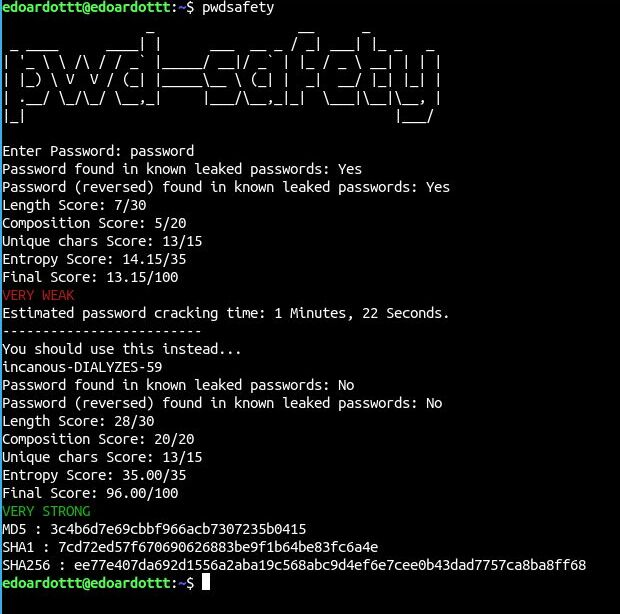 edoardottt@edoardottt:~$ pwdsafety
pwd-safety
Enter Password: password
Password found in known leaked passwords: Yes
Password (reversed) found in known leaked passwords: Yes
Length Score: 7/30
Composition Score: 5/20
Unique chars Score: 13/15
Entropy Score: 14.15/35
Final Score: 13.15/100
VERY WEAK
Estimated password cracking time: 1 Minutes, 22 Seconds.
-------------------------
You should use this instead...
incanous-DIALYZES-59
Password found in known leaked passwords: No
Password (reversed) found in known leaked passwords: No
Length Score: 28/30
Composition Score: 20/20
Unique chars Score: 13/15
Entropy Score: 35.00/35
Final Score: 96.00/100
VERY STRONG
MD5 : 3c4b6d7e69cbbf966acb7307235b0415
SHA1 : 7cd72ed57f670690626883be9f1b64be83fc6a4e
SHA256 : ee77e407da692d1556a2aba19c568abc9d4ef6e7cee0b43dad7757ca8ba8ff68
edoardottt@edoardottt:~$